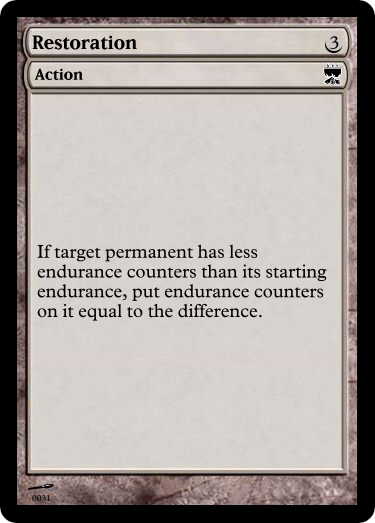 Restoration 3
Action
If target permanent has less
endurance counters than its starting
endurance, put endurance counters
on it equal to the difference.
0031